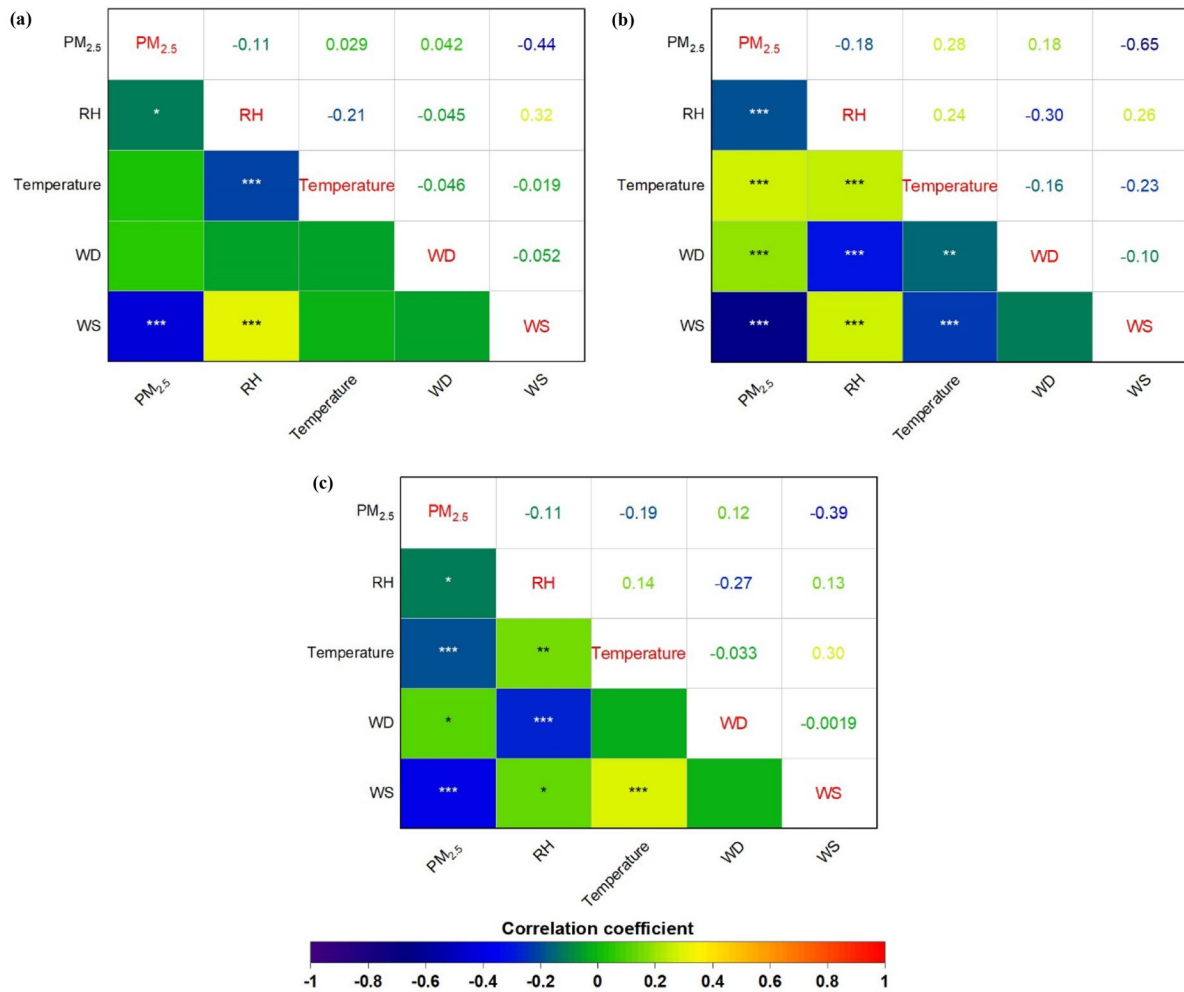 (a)
PM2.5 PM2.5 -0.11 0.029 0.042 -0.44
RH * RH -0.21 -0.045 0.32
Temperature *** Temperature -0.046 -0.019
WD WD -0.052
WS *** *** WS
PM2.5 RH Temperature WD WS
(b)
PM2.5 PM2.5 -0.18 0.28 0.18 -0.65
RH *** RH 0.24 -0.30 0.26
Temperature *** *** Temperature -0.16 -0.23
WD *** *** ** WD -0.10
WS *** *** *** WS
PM2.5 RH Temperature WD WS
(c)
PM2.5 PM2.5 -0.11 -0.19 0.12 -0.39
RH * RH 0.14 -0.27 0.13
Temperature *** ** Temperature -0.033 0.30
WD * *** WD -0.0019
WS *** * *** WS
PM2.5 RH Temperature WD WS
Correlation coefficient
-1 -0.8 -0.6 -0.4 -0.2 0 0.2 0.4 0.6 0.8 1